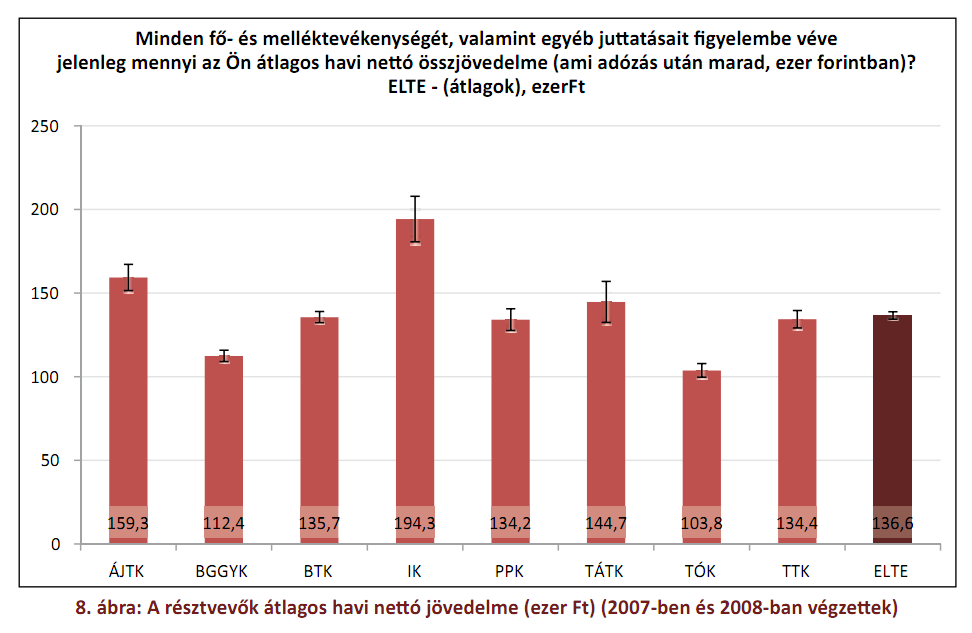 Minden fő- és melléktevékenységét, valamint egyéb juttatásait figyelembe véve
jelenleg mennyi az Ön átlagos havi nettó összjövedelme (ami adózás után marad, ezer forintban)?
ELTE - (átlagok), ezerFt
250
200
150
100
50
0
159,3 112,4 135,7 194,3 134,2 144,7 103,8 134,4 136,6
ÁJTK BGGYK BTK IK PPK TÁTK TÓK TTK ELTE
8. ábra: A résztvevők átlagos havi nettó jövedelme (ezer Ft) (2007-ben és 2008-ban végzettek)